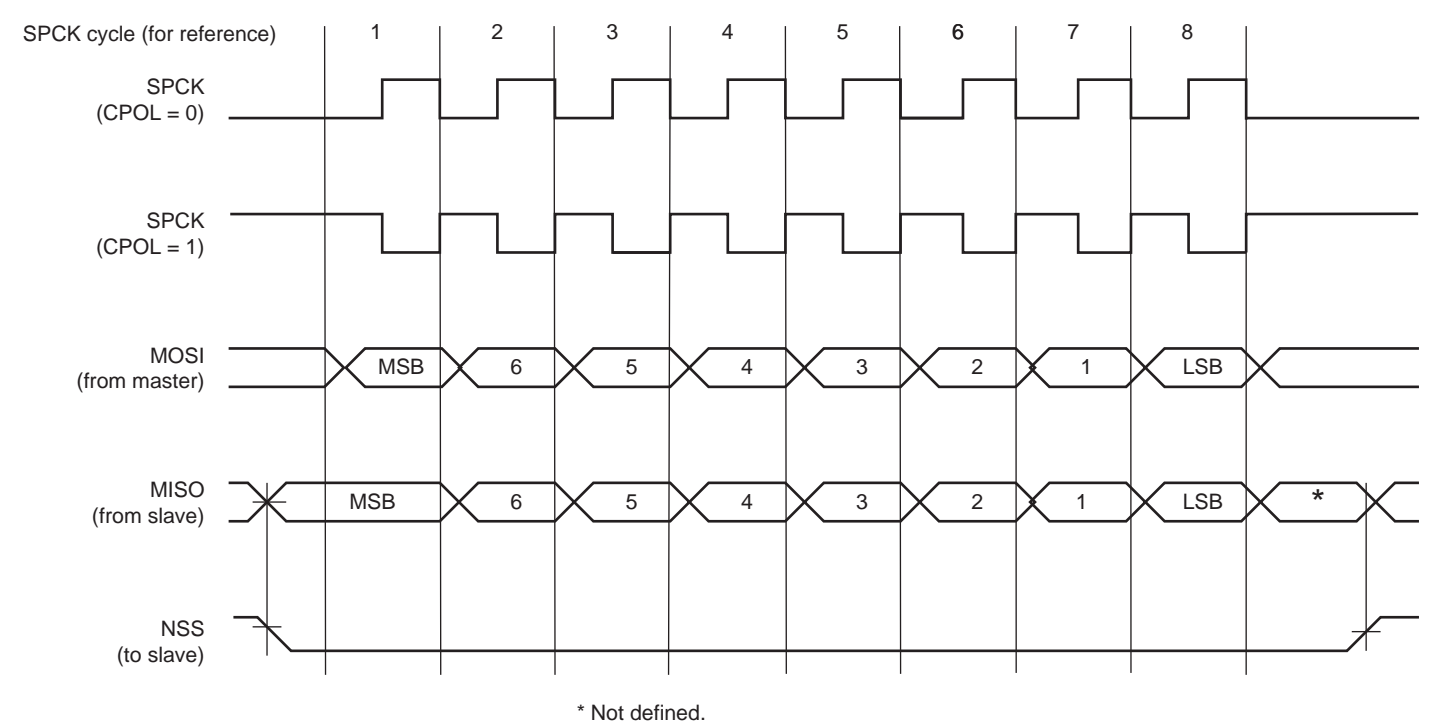 SPCK cycle (for reference) 1 2 3 4 5 6 7 8
SPCK
(CPOL = 0)
SPCK
(CPOL = 1)
MOSI
(from master)
MSB 6 5 4 3 2 1 LSB
MISO
(from slave)
MSB 6 5 4 3 2 1 LSB *
NSS
(to slave)
* Not defined.